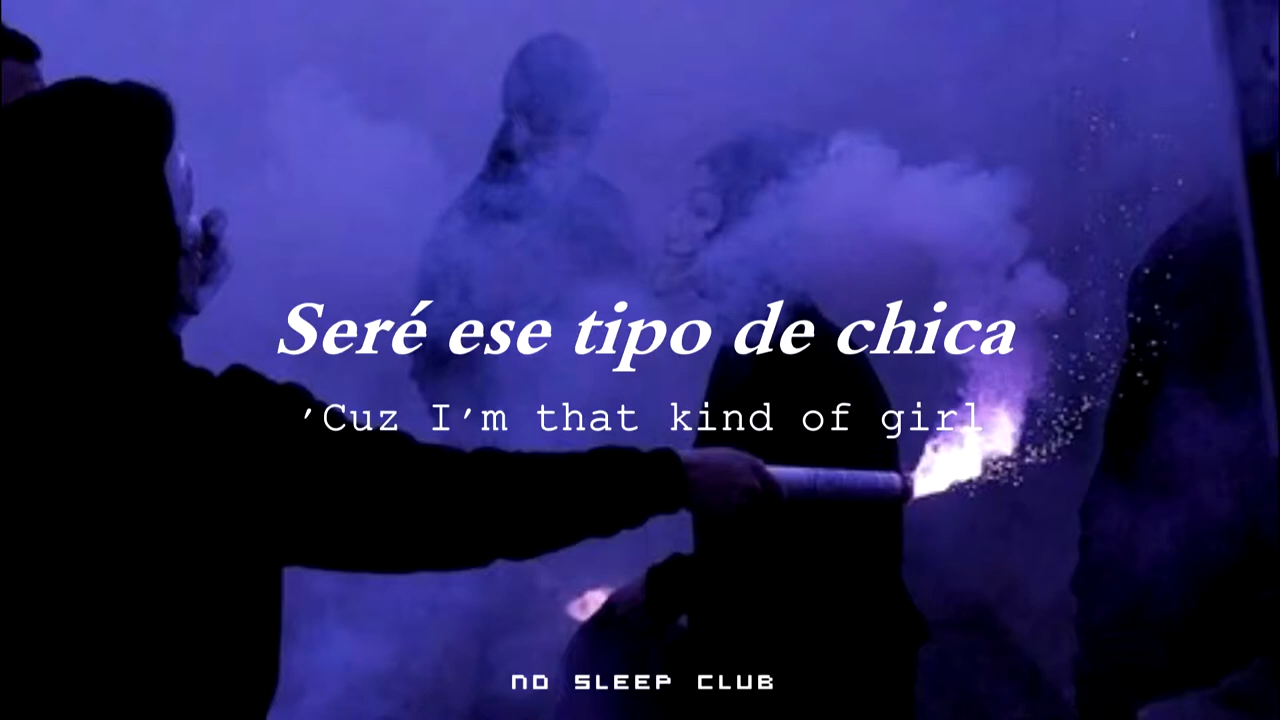 Seré ese tipo de chica
'Cuz I'm that kind of girl
NO SLEEP CLUB